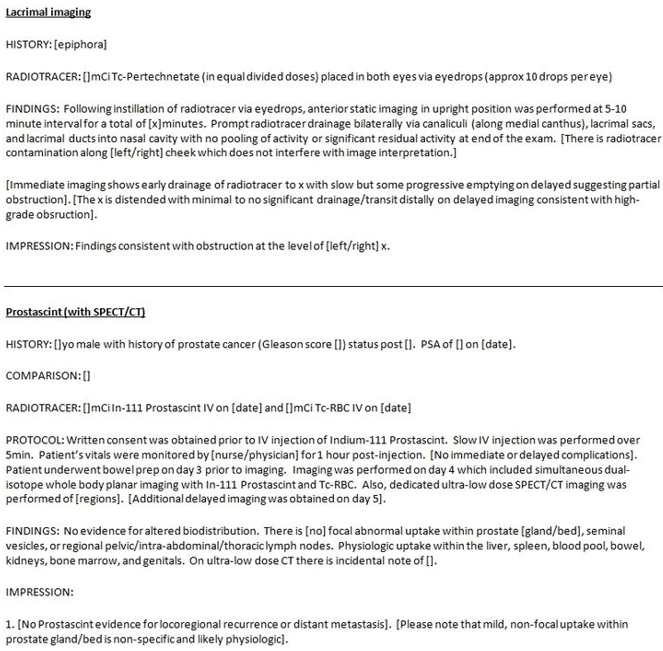 Lacrimal imaging
HISTORY: [epiphora]
RADIOTRACER: []mCi Tc-Pertechnetate (in equal divided doses) placed in both eyes via eyedrops (approx 10 drops per eye)
FINDINGS: Following instillation of radiotracer via eyedrops, anterior static imaging in upright position was performed at 5-10
minute interval for a total of [x]minutes. Prompt radiotracer drainage bilaterally via canaliculi (along medial canthus), lacrimal sacs,
and lacrimal ducts into nasal cavity with no pooling of activity or significant residual activity at end of the exam. [There is radiotracer
contamination along [left/right] cheek which does not interfere with image interpretation.]
[Immediate imaging shows early drainage of radiotracer to x with slow but some progressive emptying on delayed suggesting partial
obstruction]. [The x is distended with minimal to no significant drainage/transit distally on delayed imaging consistent with high-
grade obsruction].
IMPRESSION: Findings consistent with obstruction at the level of [left/right] x.
Prostascint (with SPECT/CT)
HISTORY: []yo male with history of prostate cancer (Gleason score []) status post []. PSA of [] on [date].
COMPARISON: []
RADIOTRACER: []mCi In-111 Prostascint IV on [date] and []mCi Tc-RBC IV on [date]
PROTOCOL: Written consent was obtained prior to IV injection of Indium-111 Prostascint. Slow IV injection was performed over
5min. Patient's vitals were monitored by [nurse/physician] for 1 hour post-injection. [No immediate or delayed complications].
Patient underwent bowel prep on day 3 prior to imaging. Imaging was performed on day 4 which included simultaneous dual-
isotope whole body planar imaging with In-111 Prostascint and Tc-RBC. Also, dedicated ultra-low dose SPECT/CT imaging was
performed of [regions]. [Additional delayed imaging was obtained on day 5].
FINDINGS: No evidence for altered biodistribution. There is [no] focal abnormal uptake within prostate [gland/bed], seminal
vesicles, or regional pelvic/intra-abdominal/thoracic lymph nodes. Physiologic uptake within the liver, spleen, blood pool, bowel,
kidneys, bone marrow, and genitals. On ultra-low dose CT there is incidental note of [].
IMPRESSION:
1. [No Prostascint evidence for locoregional recurrence or distant metastasis]. [Please note that mild, non-focal uptake within
prostate gland/bed is non-specific and likely physiologic].